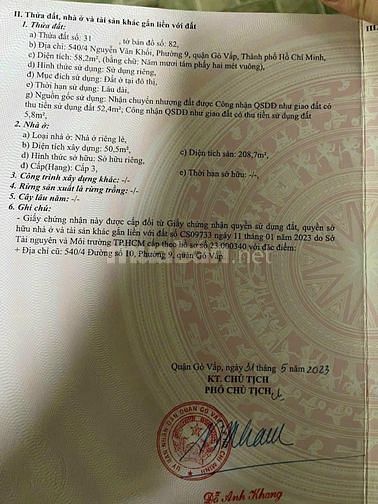 II. Thửa đất, nhà ở và tài sản khác gắn liền với đất
1. Thửa đất:
a) Thửa đất số: 31 , tờ bản đồ số: 82,
b) Địa chỉ: 540/4 Nguyễn Văn Khối, Phường 9, quận Gò Vấp, Thành phố Hồ Chí Minh,
c) Diện tích: 58,2m², (bằng chữ: Năm mươi tám phẩy hai mét vuông),
d) Hình thức sử dụng: Sử dụng riêng,
đ) Mục đích sử dụng: Đất ở tại đô thị,
e) Thời hạn sử dụng: Lâu dài,
g) Nguồn gốc sử dụng: Nhận chuyển nhượng đất được Công nhận QSDĐ như giao đất có
thu tiền sử dụng đất 52,4m²; Công nhận QSDĐ như giao đất có thu tiền sử dụng đất
5,8m².
2. Nhà ở:
a) Loại nhà ở: Nhà ở riêng lẻ,
b) Diện tích xây dựng: 50,5m², c) Diện tích sàn: 208,7m²,
d) Hình thức sở hữu: Sở hữu riêng,
đ) Cấp(Hạng): Cấp 3, e) Thời hạn sở hữu: -/-.
3. Công trình xây dựng khác: -/-
4. Rừng sản xuất là rừng trồng: -/-
5. Cây lâu năm: -/-
6. Ghi chú:
- Giấy chứng nhận này được cấp đổi từ Giấy chứng nhận quyền sử dụng đất, quyền sở
hữu nhà ở và tài sản khác gắn liền với đất số CS09733 ngày 11 tháng 01 năm 2023 do Sở
Tài nguyên và Môi trường TP.HCM cấp theo hồ sơ số 23.090340 với đặc điểm:
+ Địa chỉ cũ: 540/4 Đường số 10, Phường 9, quận Gò Vấp
Quận Gò Vấp, ngày 31 tháng 5 năm 2023
KT. CHỦ TỊCH
PHÓ CHỦ TỊCH
ỦY BAN NHÂN DÂN QUẬN GÒ VẤP
Đỗ Anh Khang